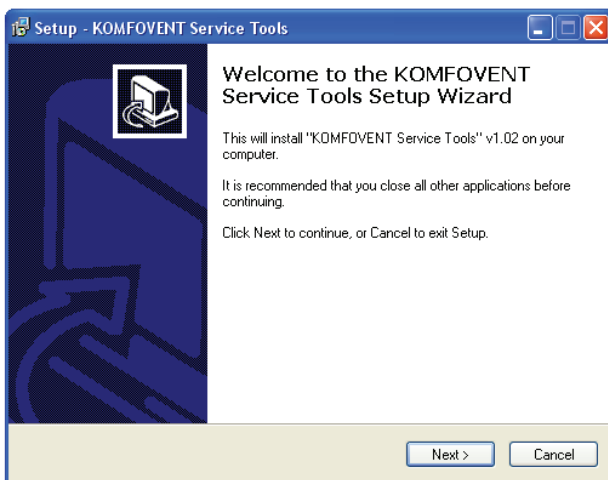 Setup - KOMFOVENT Service Tools
Welcome to the KOMFOVENT
Service Tools Setup Wizard
This will install "KOMFOVENT Service Tools" v1.02 on your
computer.
It is recommended that you close all other applications before
continuing.
Click Next to continue, or Cancel to exit Setup.
Next >
Cancel